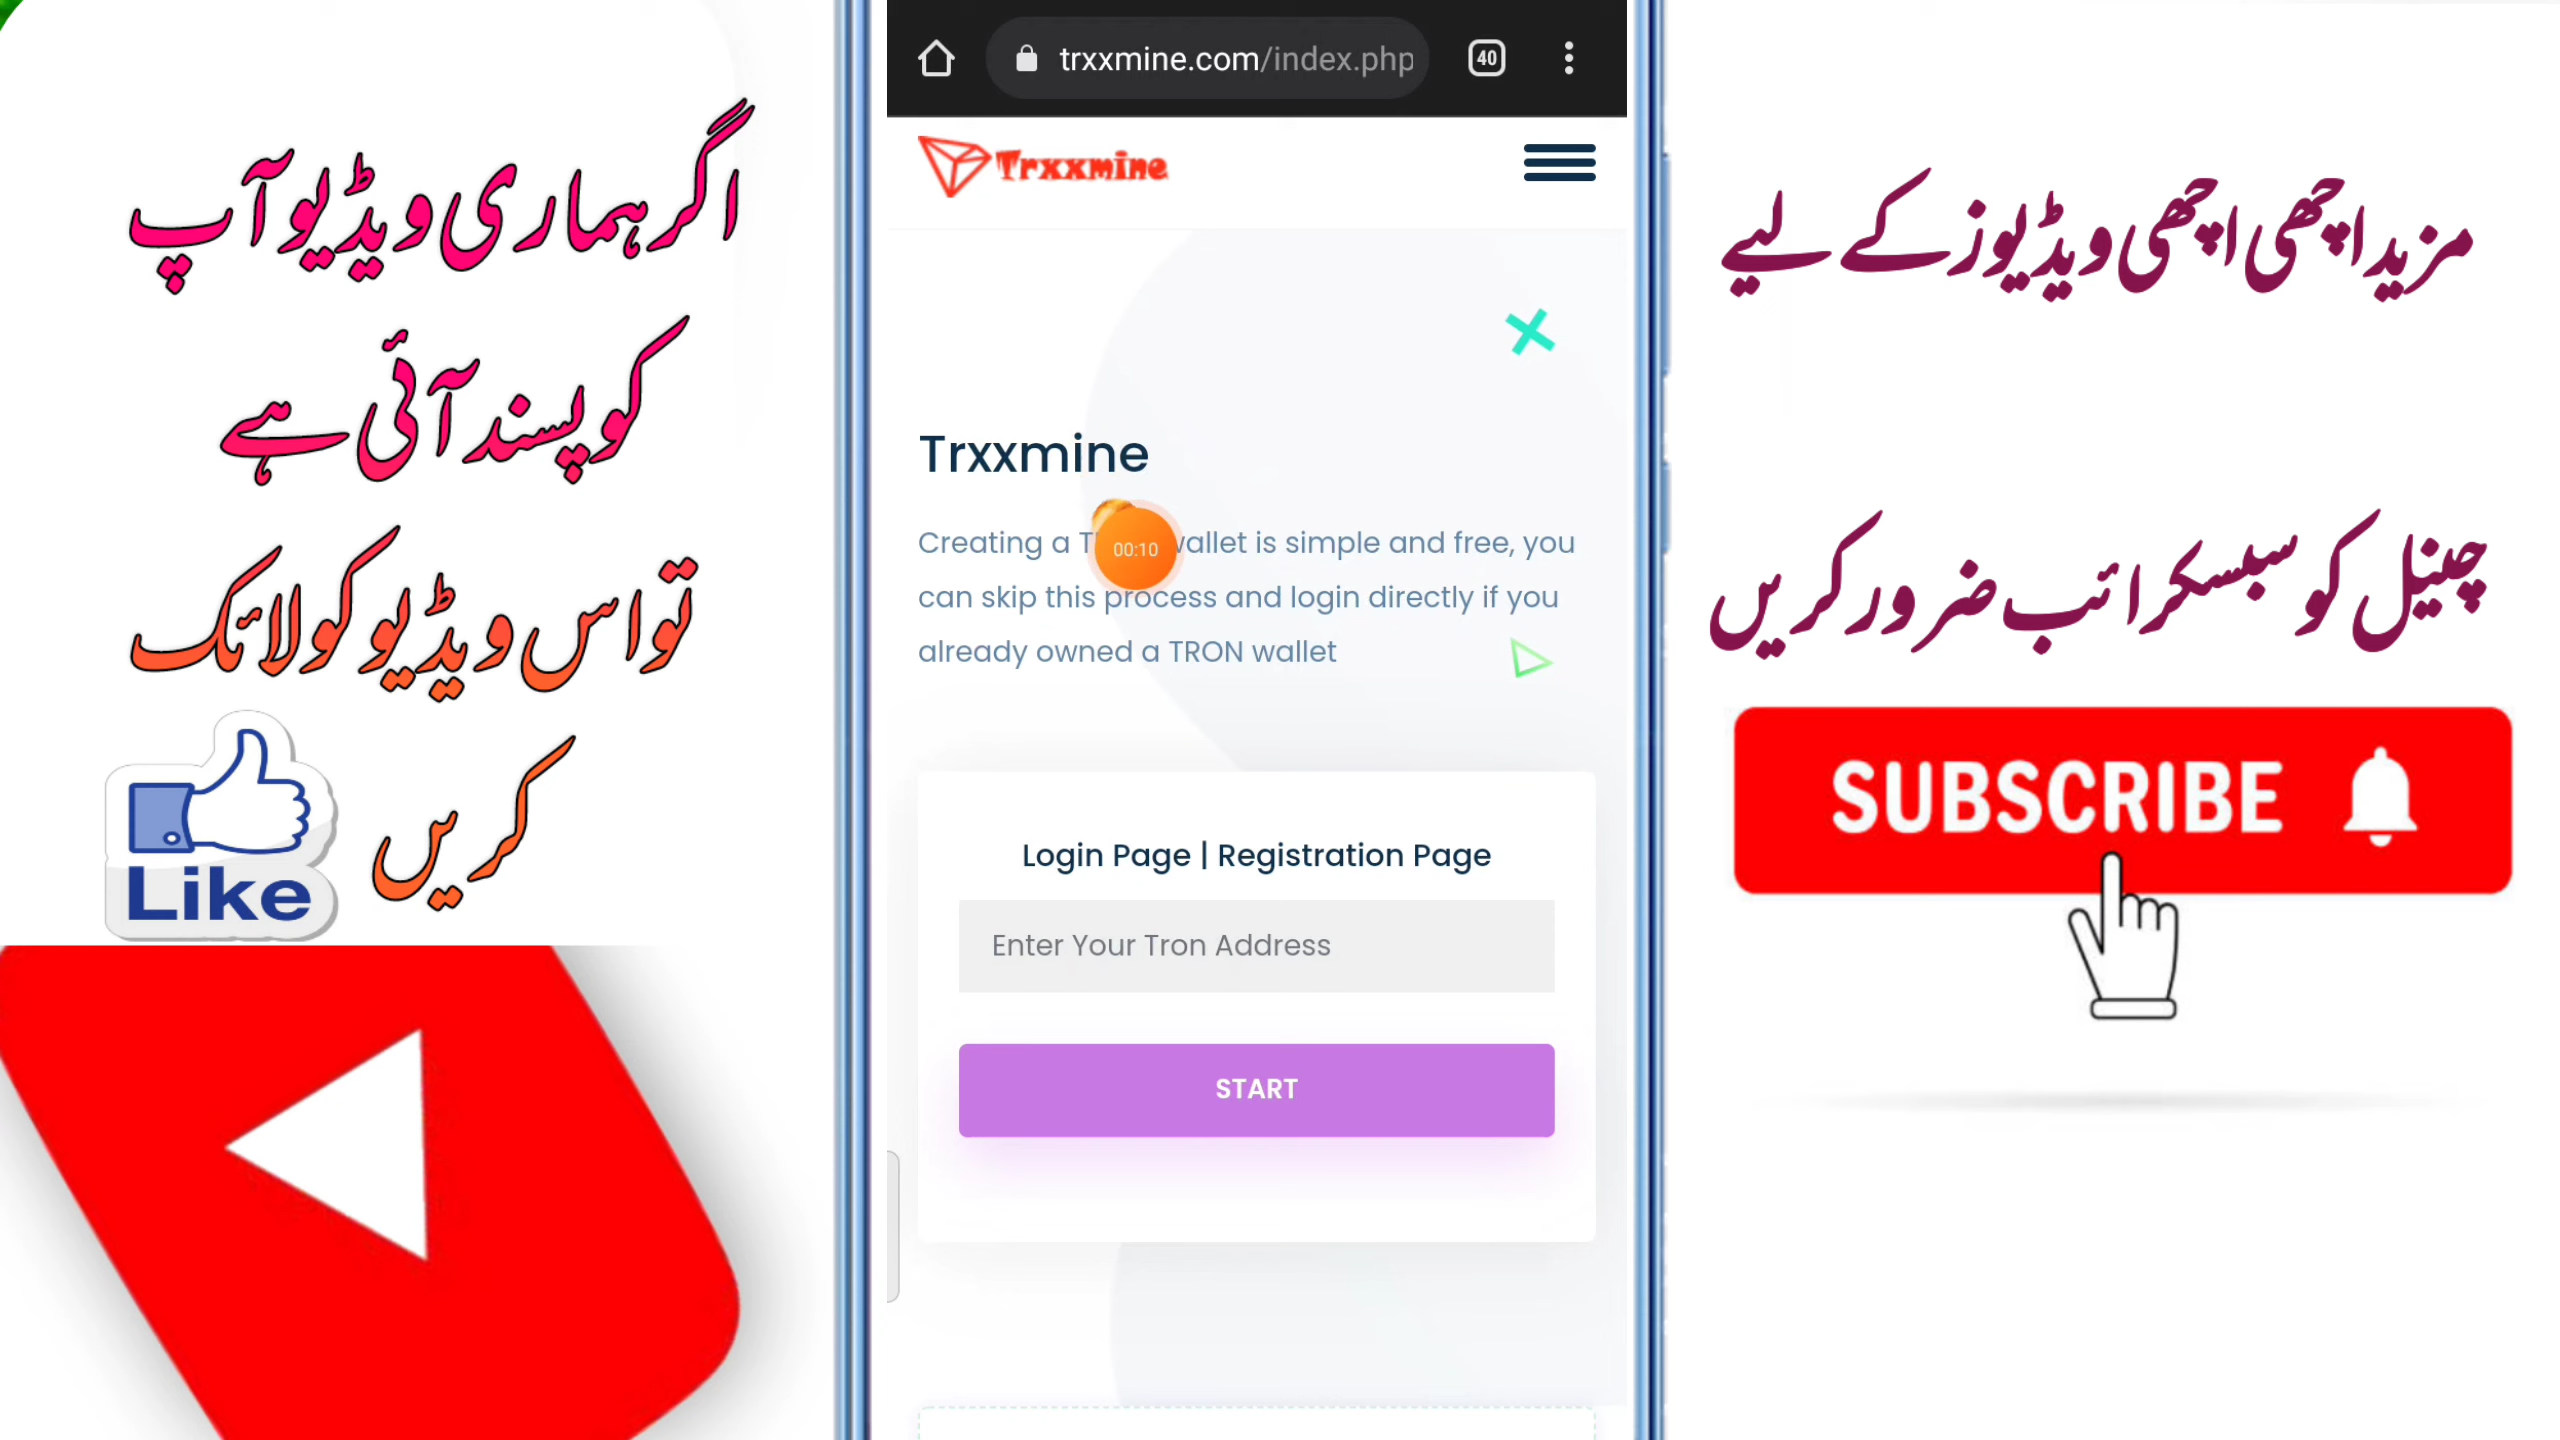 اگر ہماری ویڈیو آپ
کو پسند آئی ہے
تو اس ویڈیو کو لائک
کریں
Like
trxxmine.com/index.php
40
Trxxmine
Trxxmine
00:10
Creating a T wallet is simple and free, you
can skip this process and login directly if you
already owned a TRON wallet
Login Page | Registration Page
Enter Your Tron Address
START
مزید اچھی اچھی ویڈیوز کے لیے
چینل کو سبسکرائب ضرور کریں
SUBSCRIBE